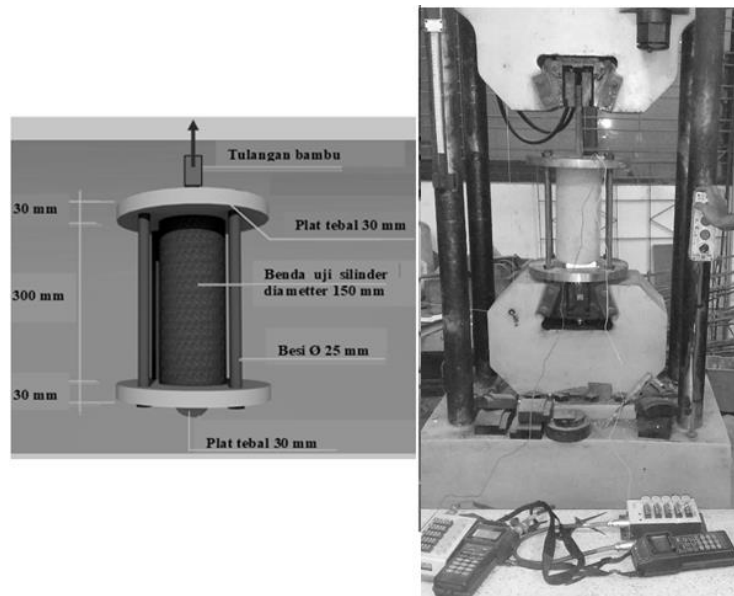 Tulangan bambu
30 mm
Plat tebal 30 mm
300 mm
Benda uji silinder
diametter 150 mm
Besi Ø 25 mm
30 mm
Plat tebal 30 mm